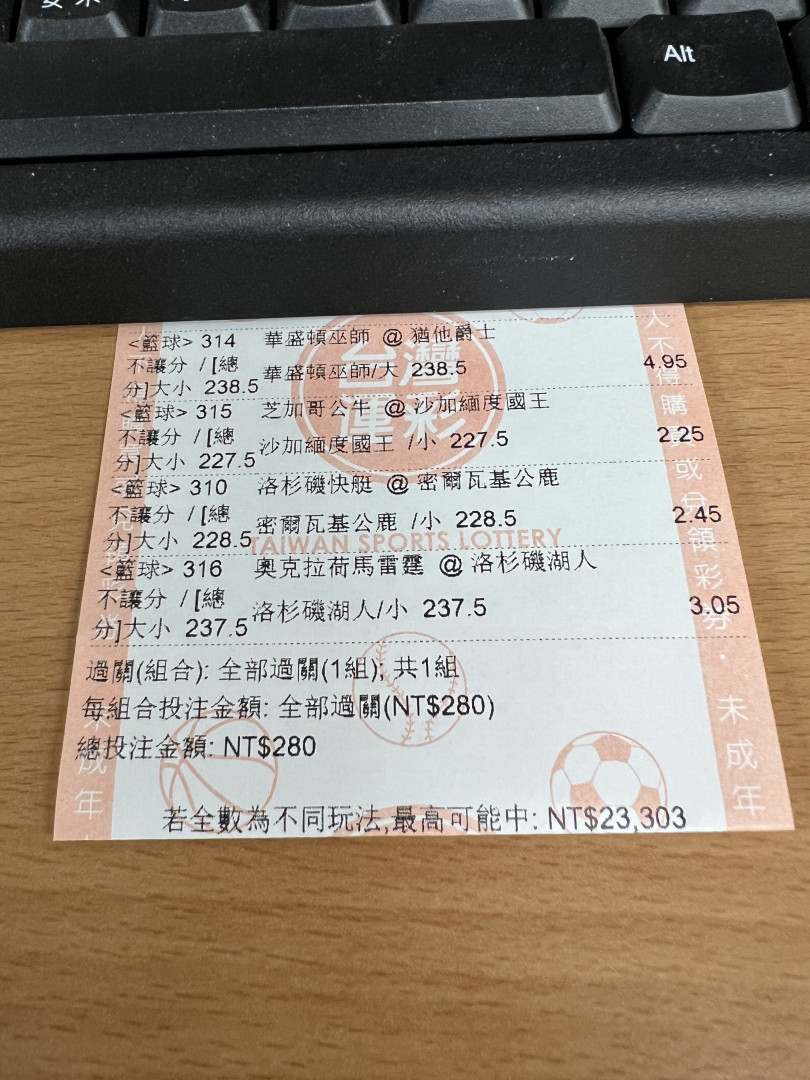 Alt
<籃球> 314 華盛頓巫師 @ 猶他爵士
不讓分 / [總
分]大小 238.5 華盛頓巫師/大 238.5 4.95
<籃球> 315 芝加哥公牛 @ 沙加緬度國王
不讓分 / [總
分]大小 227.5 沙加緬度國王 /小 227.5 2.25
<籃球> 310 洛杉磯快艇 @ 密爾瓦基公鹿
不讓分 / [總
分]大小 228.5 密爾瓦基公鹿 /小 228.5 2.45
TAIWAN SPORTS LOTTERY
<籃球> 316 奧克拉荷馬雷霆 @ 洛杉磯湖人
不讓分 / [總
分]大小 237.5 洛杉磯湖人/小 237.5 3.05
過關(組合): 全部過關(1組); 共1組
每組合投注金額: 全部過關(NT$280)
總投注金額: NT$280
若全數為不同玩法,最高可能中: NT$23,303
台灣
運彩
人不得購買或分領彩券.未成年